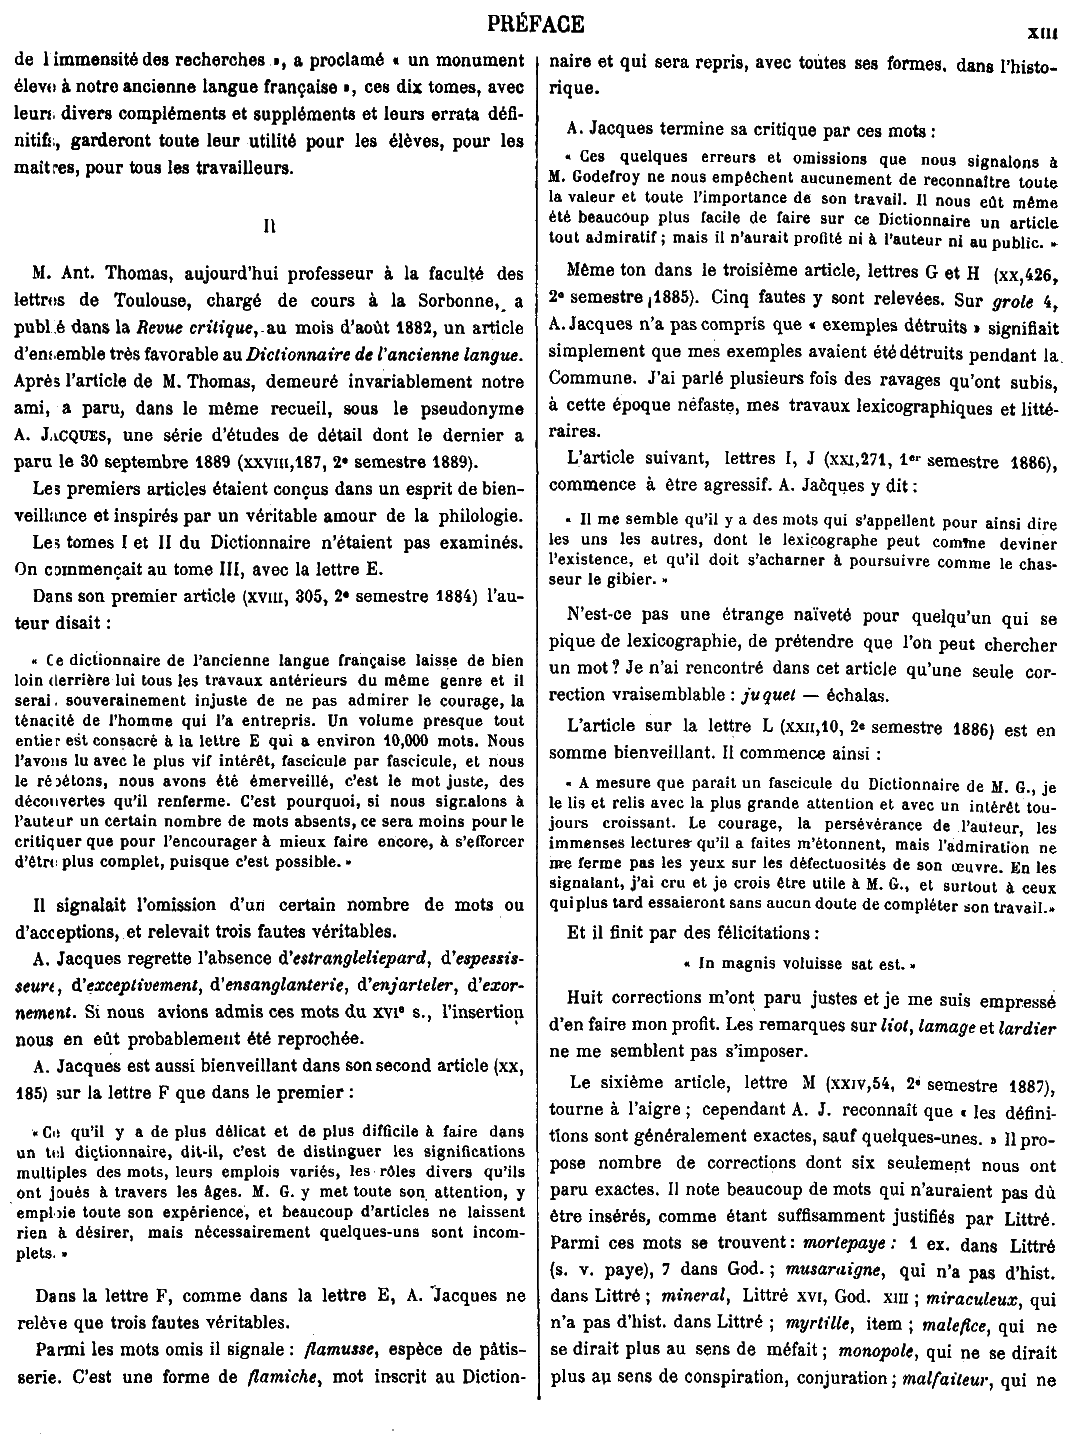 PRÉFACE
XIII
de l'immensité des recherches », a proclamé « un monument
élevé à notre ancienne langue française », ces dix tomes, avec
leurs divers compléments et suppléments et leurs errata défi-
nitifs, garderont toute leur utilité pour les élèves, pour les
maîtres, pour tous les travailleurs.
II
M. Ant. Thomas, aujourd'hui professeur à la faculté des
lettres de Toulouse, chargé de cours à la Sorbonne, a
publié dans la Revue critique, au mois d'août 1882, un article
d'ensemble très favorable au Dictionnaire de l'ancienne langue.
Après l'article de M. Thomas, demeuré invariablement notre
ami, a paru, dans le même recueil, sous le pseudonyme
A. JACQUES, une série d'études de détail dont le dernier a
paru le 30 septembre 1889 (XXVIII,187, 2e semestre 1889).
Les premiers articles étaient conçus dans un esprit de bien-
veillance et inspirés par un véritable amour de la philologie.
Les tomes I et II du Dictionnaire n'étaient pas examinés.
On commençait au tome III, avec la lettre E.
Dans son premier article (XVIII, 305, 2e semestre 1884) l'au-
teur disait :
« Ce dictionnaire de l'ancienne langue française laisse de bien
loin derrière lui tous les travaux antérieurs du même genre et il
serait souverainement injuste de ne pas admirer le courage, la
ténacité de l'homme qui l'a entrepris. Un volume presque tout
entier est consacré à la lettre E qui a environ 10,000 mots. Nous
l'avons lu avec le plus vif intérêt, fascicule par fascicule, et nous
le répétons, nous avons été émerveillé, c'est le mot juste, des
découvertes qu'il renferme. C'est pourquoi, si nous signalons à
l'auteur un certain nombre de mots absents, ce sera moins pour le
critiquer que pour l'encourager à mieux faire encore, à s'efforcer
d'être plus complet, puisque c'est possible. »
Il signalait l'omission d'un certain nombre de mots ou
d'acceptions, et relevait trois fautes véritables.
A. Jacques regrette l'absence d'estrangleliepard, d'espessis-
seure, d'exceptivement, d'ensanglanterie, d'enjarteler, d'exor-
nement. Si nous avions admis ces mots du XVIe s., l'insertion
nous en eût probablement été reprochée.
A. Jacques est aussi bienveillant dans son second article (XX,
185) sur la lettre F que dans le premier :
« Ce qu'il y a de plus délicat et de plus difficile à faire dans
un tel dictionnaire, dit-il, c'est de distinguer les significations
multiples des mots, leurs emplois variés, les rôles divers qu'ils
ont joués à travers les âges. M. G. y met toute son attention, y
emploie toute son expérience, et beaucoup d'articles ne laissent
rien à désirer, mais nécessairement quelques-uns sont incom-
plets. »
Dans la lettre F, comme dans la lettre E, A. Jacques ne
relève que trois fautes véritables.
Parmi les mots omis il signale : flamusse, espèce de pâtis-
serie. C'est une forme de flamiche, mot inscrit au Diction-
naire et qui sera repris, avec toutes ses formes, dans l'histo-
rique.
A. Jacques termine sa critique par ces mots :
« Ces quelques erreurs et omissions que nous signalons à
M. Godefroy ne nous empêchent aucunement de reconnaître toute
la valeur et toute l'importance de son travail. Il nous eût même
été beaucoup plus facile de faire sur ce Dictionnaire un article
tout admiratif ; mais il n'aurait profité ni à l'auteur ni au public. »
Même ton dans le troisième article, lettres G et H (XX,426,
2e semestre 1885). Cinq fautes y sont relevées. Sur grole 4,
A. Jacques n'a pas compris que « exemples détruits » signifiait
simplement que mes exemples avaient été détruits pendant la
Commune. J'ai parlé plusieurs fois des ravages qu'ont subis,
à cette époque néfaste, mes travaux lexicographiques et litté-
raires.
L'article suivant, lettres I, J (XXI,271, 1er semestre 1886),
commence à être agressif. A. Jacques y dit :
« Il me semble qu'il y a des mots qui s'appellent pour ainsi dire
les uns les autres, dont le lexicographe peut comme deviner
l'existence, et qu'il doit s'acharner à poursuivre comme le chas-
seur le gibier. »
N'est-ce pas une étrange naïveté pour quelqu'un qui se
pique de lexicographie, de prétendre que l'on peut chercher
un mot ? Je n'ai rencontré dans cet article qu'une seule cor-
rection vraisemblable : juquet — échalas.
L'article sur la lettre L (XXII,10, 2e semestre 1886) est en
somme bienveillant. Il commence ainsi :
« A mesure que paraît un fascicule du Dictionnaire de M. G., je
le lis et relis avec la plus grande attention et avec un intérêt tou-
jours croissant. Le courage, la persévérance de l'auteur, les
immenses lectures qu'il a faites m'étonnent, mais l'admiration ne
me ferme pas les yeux sur les défectuosités de son œuvre. En les
signalant, j'ai cru et je crois être utile à M. G., et surtout à ceux
qui plus tard essaieront sans aucun doute de compléter son travail. »
Et il finit par des félicitations :
« In magnis voluisse sat est. »
Huit corrections m'ont paru justes et je me suis empressé
d'en faire mon profit. Les remarques sur liot, lamage et lardier
ne me semblent pas s'imposer.
Le sixième article, lettre M (XXIV,54, 2e semestre 1887),
tourne à l'aigre ; cependant A. J. reconnaît que « les défini-
tions sont généralement exactes, sauf quelques-unes. » Il pro-
pose nombre de corrections dont six seulement nous ont
paru exactes. Il note beaucoup de mots qui n'auraient pas dû
être insérés, comme étant suffisamment justifiés par Littré.
Parmi ces mots se trouvent : mortepaye : 1 ex. dans Littré
(s. v. paye), 7 dans God. ; musaraigne, qui n'a pas d'hist.
dans Littré ; mineral, Littré XVI, God. XIII ; miraculeux, qui
n'a pas d'hist. dans Littré ; myrtille, item ; malefice, qui ne
se dirait plus au sens de méfait ; monopole, qui ne se dirait
plus au sens de conspiration, conjuration ; malfaiteur, qui ne